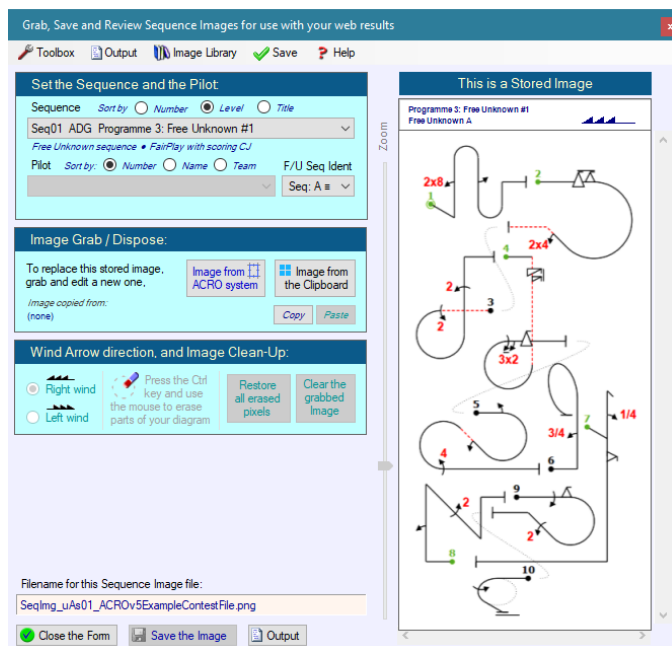 Grab, Save and Review Sequence Images for use with your web results
x
Toolbox Output Image Library Save ? Help
Set the Sequence and the Pilot:
Sequence Sort by Number Level Title
Seq01 ADG Programme 3: Free Unknown #1
Free Unknown sequence • FairPlay with scoring CJ
Pilot Sort by: Number Name Team F/U Seq Ident
Seq: A ≡
Image Grab / Dispose:
To replace this stored image,
grab and edit a new one,
Image from
ACRO system
Image from
the Clipboard
Image copied from:
(none)
Copy Paste
Wind Arrow direction, and Image Clean-Up:
Right wind
Left wind
Press the Ctrl
key and use
the mouse to erase
parts of your diagram
Restore
all erased
pixels
Clear the
grabbed
Image
Filename for this Sequence Image file:
SeqImg_uAs01_ACROv5ExampleContestFile.png
Close the Form Save the Image Output
Zoom
This is a Stored Image
Programme 3: Free Unknown #1
Free Unknown A
2x8
1
2
2x4
4
2
3
2
3x2
5
7
1/4
3/4
4
6
9
2
2
8
10